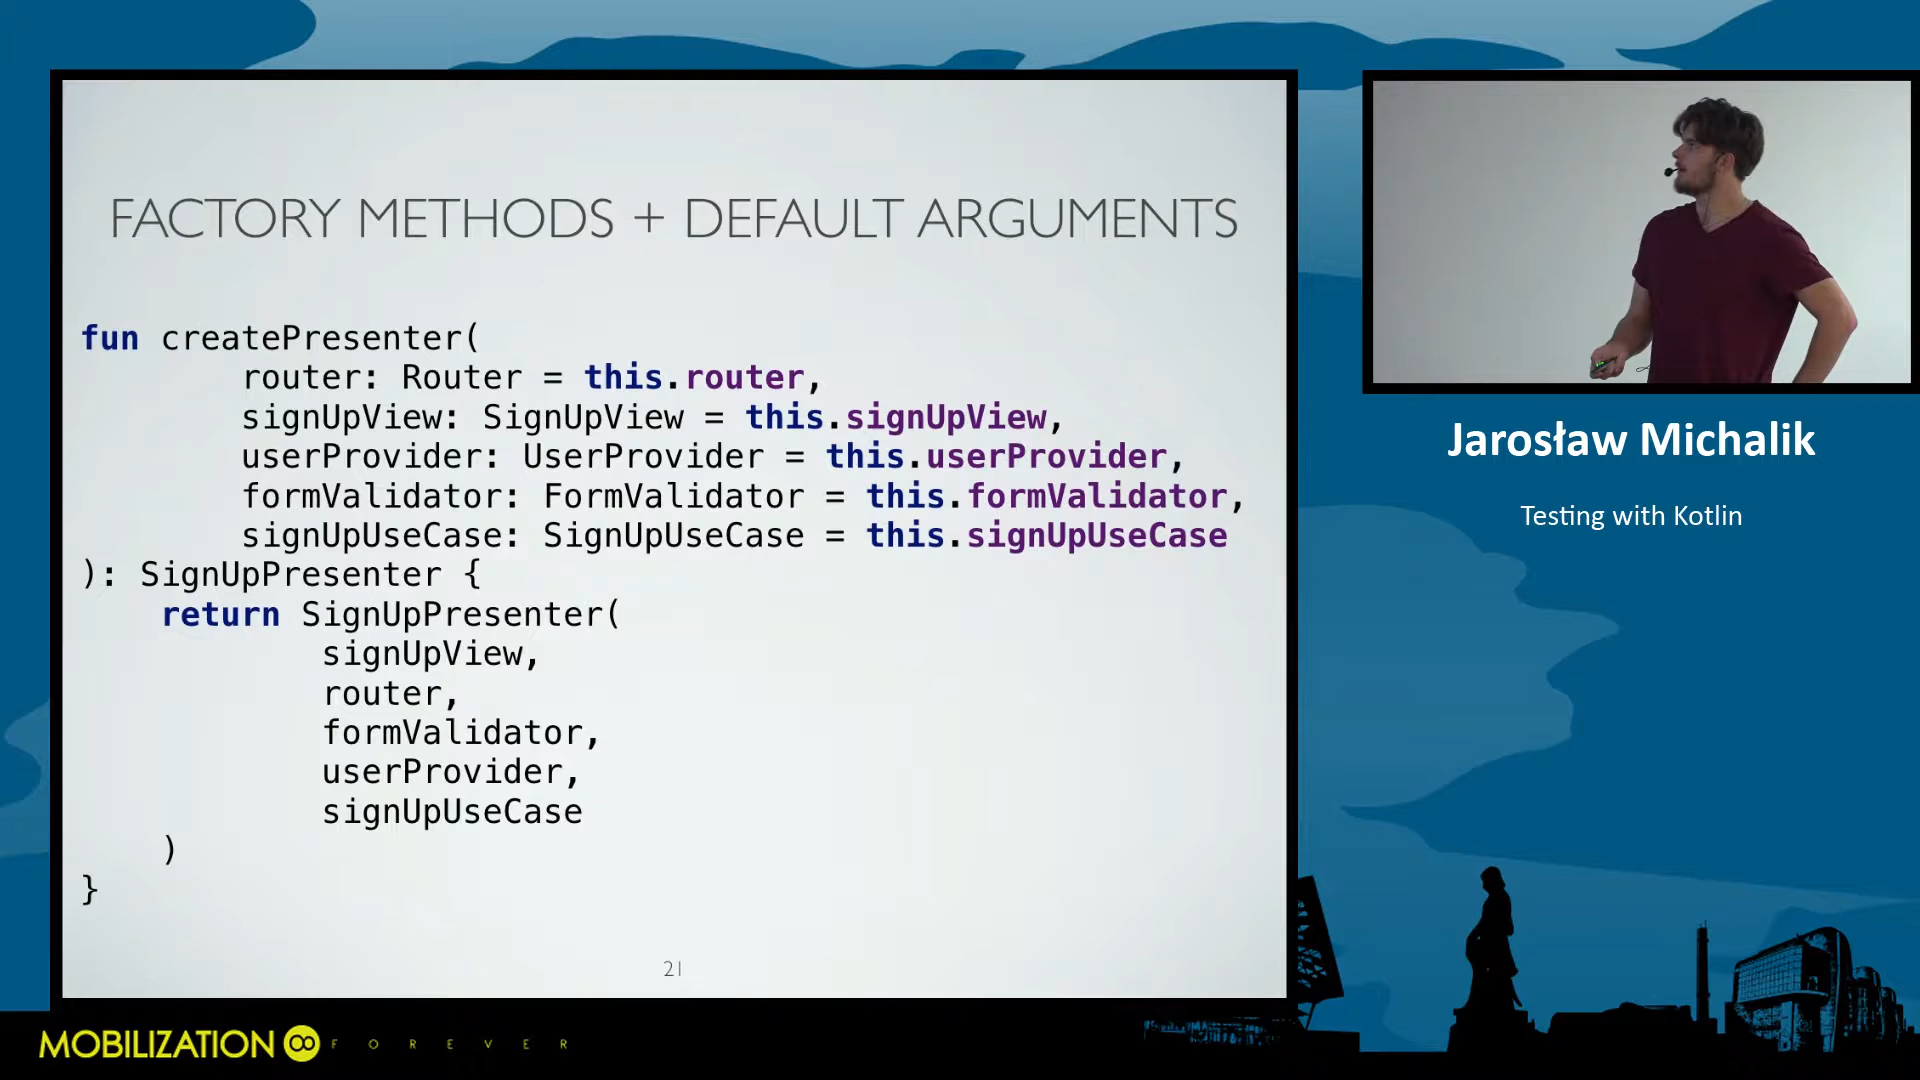 FACTORY METHODS + DEFAULT ARGUMENTS
fun createPresenter(
router: Router = this.router,
signUpView: SignUpView = this.signUpView,
userProvider: UserProvider = this.userProvider,
formValidator: FormValidator = this.formValidator,
signUpUseCase: SignUpUseCase = this.signUpUseCase
): SignUpPresenter {
return SignUpPresenter(
signUpView,
router,
formValidator,
userProvider,
signUpUseCase
)
}
21
Jarosław Michalik
Testing with Kotlin
MOBILIZATION FOREVER